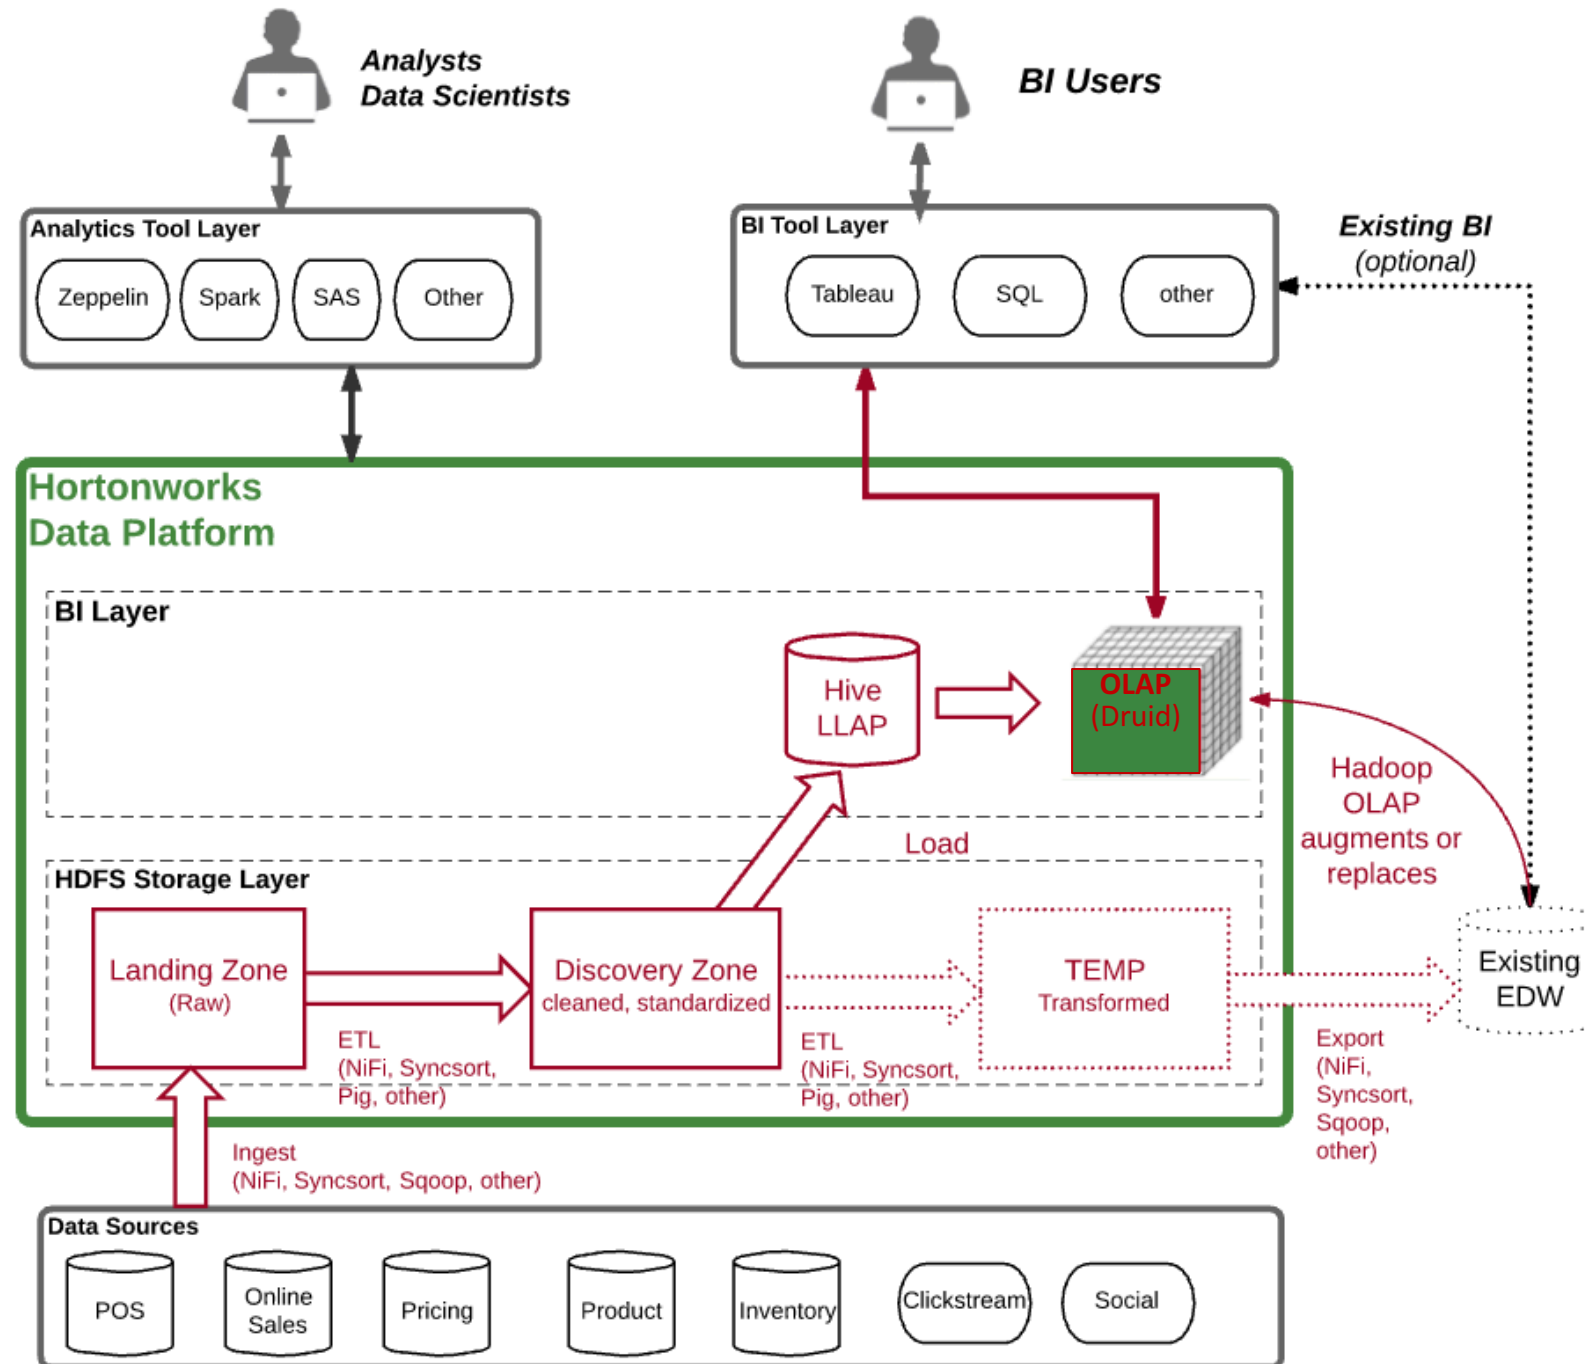 Analysts
Data Scientists
BI Users
Analytics Tool Layer
Zeppelin
Spark
SAS
Other
BI Tool Layer
Tableau
SQL
other
Existing BI
(optional)
Hortonworks
Data Platform
BI Layer
Hive
LLAP
OLAP
(Druid)
Hadoop
OLAP
augments or
replaces
Load
HDFS Storage Layer
Landing Zone
(Raw)
ETL
(NiFi, Syncsort,
Pig, other)
Discovery Zone
cleaned, standardized
ETL
(NiFi, Syncsort,
Pig, other)
TEMP
Transformed
Existing
EDW
Export
(NiFi,
Syncsort,
Sqoop,
other)
Ingest
(NiFi, Syncsort, Sqoop, other)
Data Sources
POS
Online
Sales
Pricing
Product
Inventory
Clickstream
Social